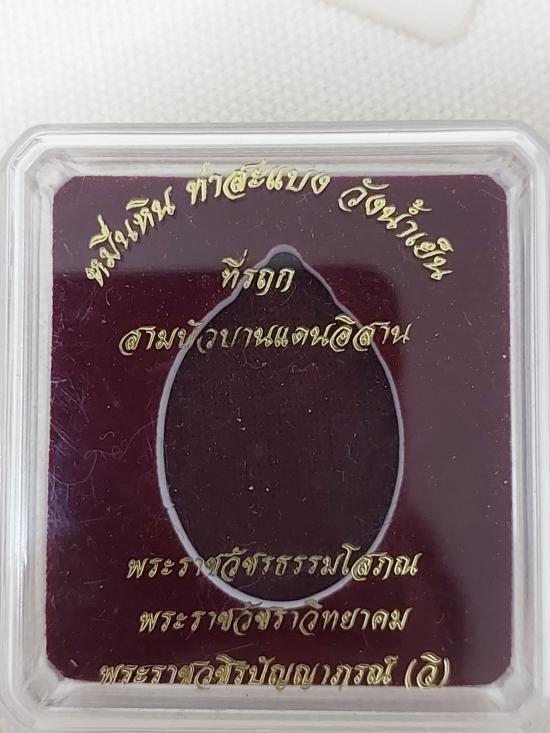 หมื่นหิน ท่าสะแบง วังน้ำเย็น
ที่รฦก
สามบัวบานแดนอิสาน
พระราชวัชรธรรมโสภณ
พระราชวัชราวิทยาคม
พระราชวชิรปัญญาภรณ์ (วิ)